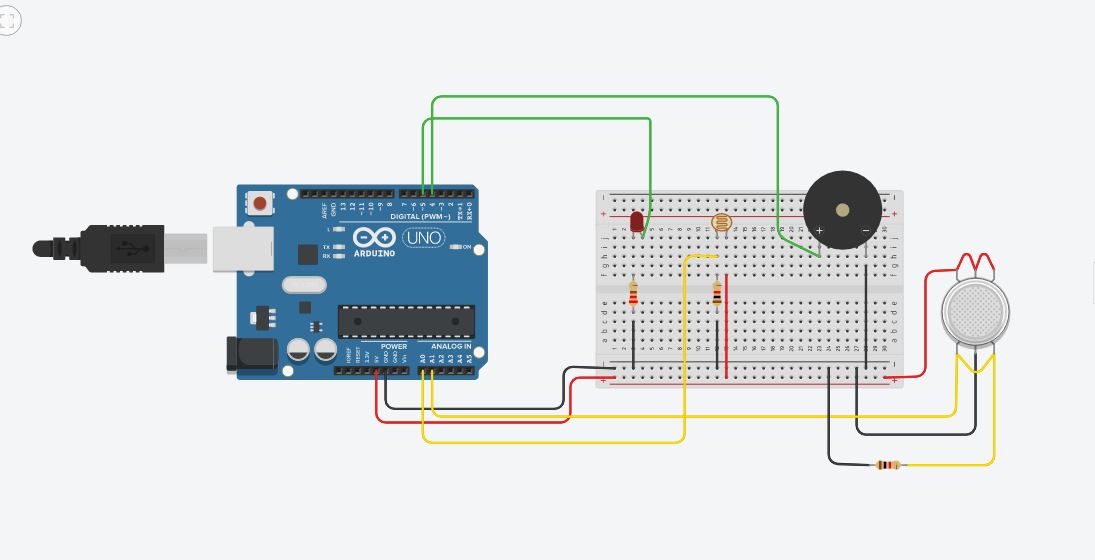 AREF
GND
13
12
~11
~10
~9
8
7
~6
~5
4
~3
2
TX→1
RX←0
DIGITAL (PWM~)
L
TX
RX
ARDUINO
UNO
ON
POWER
ANALOG IN
IOREF
RESET
3.3V
5V
GND
GND
Vin
A0
A1
A2
A3
A4
A5
j
i
h
g
f
e
d
c
b
a
+
−